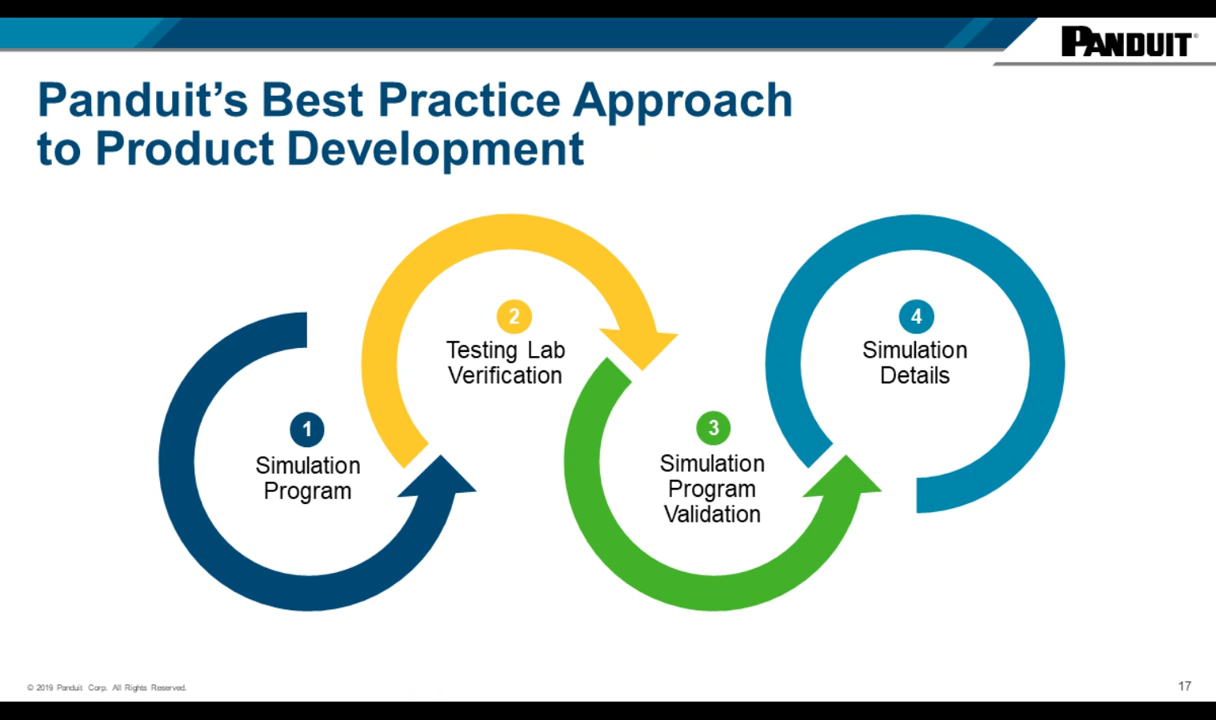 PANDUIT®
Panduit's Best Practice Approach
to Product Development
1
Simulation
Program
2
Testing Lab
Verification
3
Simulation
Program
Validation
4
Simulation
Details
© 2019 Panduit Corp. All Rights Reserved.
17